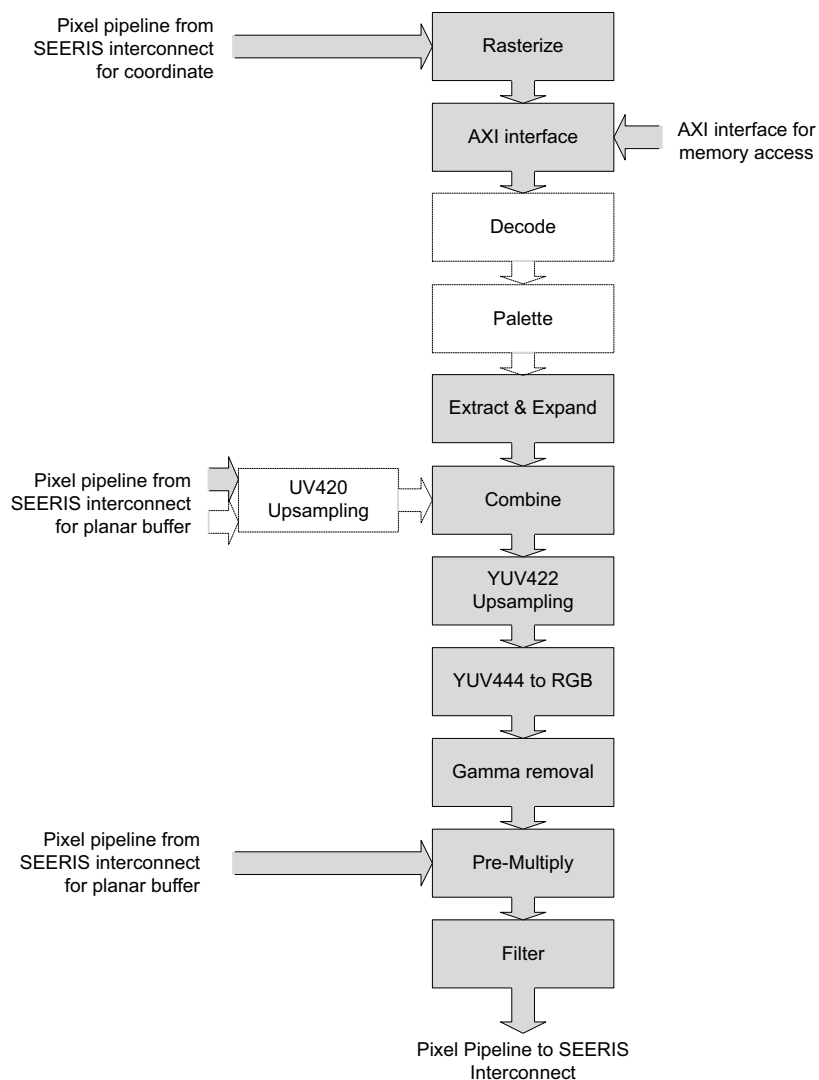 Pixel pipeline from
SEERIS interconnect
for coordinate
Rasterize
AXI interface
AXI interface for
memory access
Decode
Palette
Extract & Expand
Pixel pipeline from
SEERIS interconnect
for planar buffer
UV420
Upsampling
Combine
YUV422
Upsampling
YUV444 to RGB
Gamma removal
Pixel pipeline from
SEERIS interconnect
for planar buffer
Pre-Multiply
Filter
Pixel Pipeline to SEERIS
Interconnect